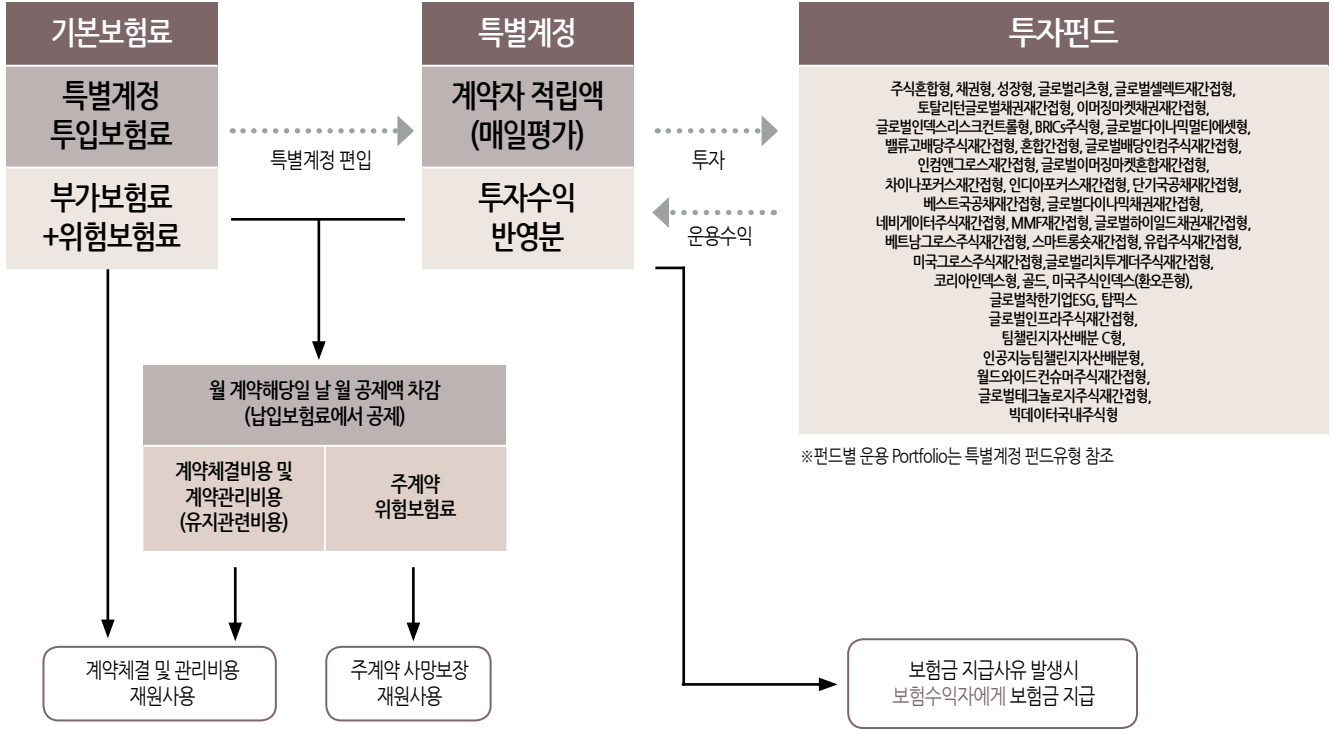 기본보험료
특별계정
투입보험료
부가보험료
+위험보험료
특별계정 편입
특별계정
계약자 적립액
(매일평가)
투자수익
반영분
투자
운용수익
투자펀드
주식혼합형, 채권형, 성장형, 글로벌리츠형, 글로벌셀렉트재간접형,
토탈리턴글로벌채권재간접형, 이머징마켓채권재간접형,
글로벌인덱스리스크컨트롤형, BRICs주식형, 글로벌다이나믹멀티에셋형,
밸류고배당주식재간접형, 혼합간접형, 글로벌배당인컴주식재간접형,
인컴앤그로스재간접형, 글로벌이머징마켓혼합재간접형,
차이나포커스재간접형, 인디아포커스재간접형, 단기국공채재간접형,
베스트국공채재간접형, 글로벌다이나믹채권재간접형,
네비게이터주식재간접형, MMF재간접형, 글로벌하이일드채권재간접형,
베트남그로스주식재간접형, 스마트롱숏재간접형, 유럽주식재간접형,
미국그로스주식재간접형,글로벌리치투게더주식재간접형,
코리아인덱스형, 골드, 미국주식인덱스(환오픈형),
글로벌착한기업ESG, 탑픽스
글로벌인프라주식재간접형,
팀챌린지자산배분 C형,
인공지능팀챌린지자산배분형,
월드와이드컨슈머주식재간접형,
글로벌테크놀로지주식재간접형,
빅데이터국내주식형
※펀드별 운용 Portfolio는 특별계정 펀드유형 참조
월 계약해당일 날 월 공제액 차감
(납입보험료에서 공제)
계약체결비용 및
계약관리비용
(유지관련비용)
주계약
위험보험료
계약체결 및 관리비용
재원사용
주계약 사망보장
재원사용
보험금 지급사유 발생시
보험수익자에게 보험금 지급